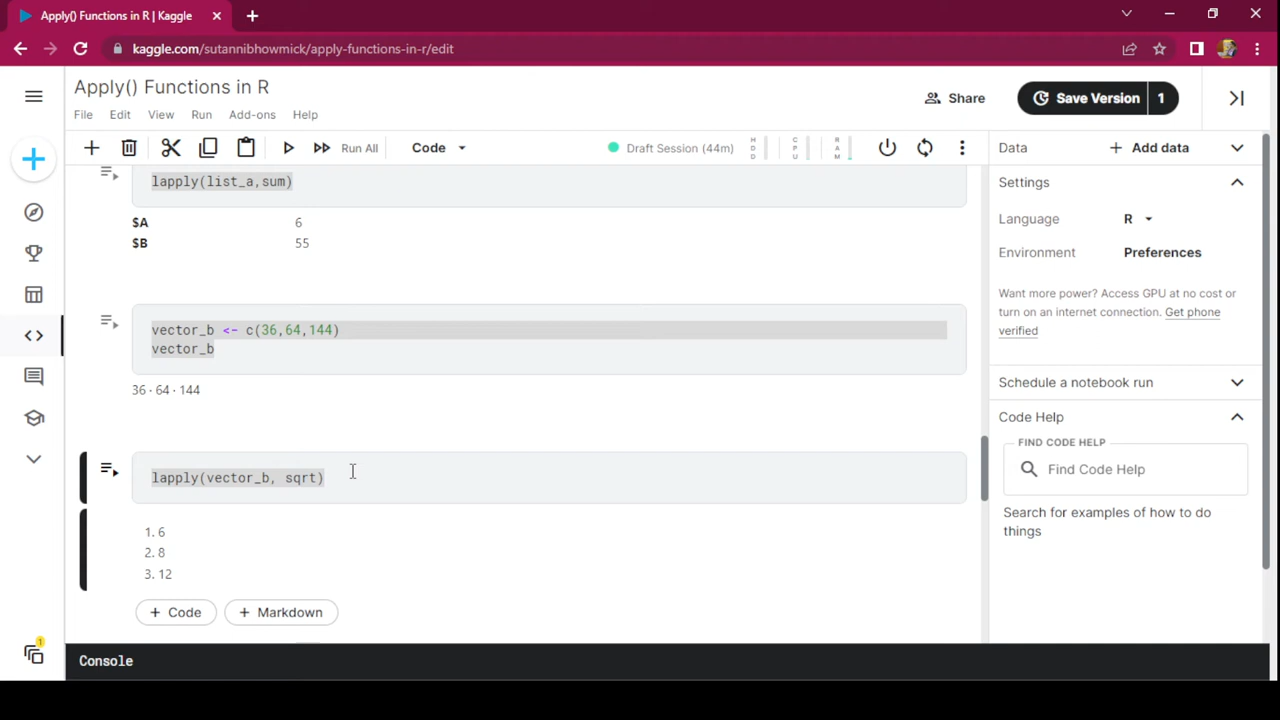 Apply() Functions in R | Kaggle
kaggle.com/sutannibhowmick/apply-functions-in-r/edit
Apply() Functions in R
Share
Save Version 1
File Edit View Run Add-ons Help
Run All Code Draft Session (44m) HDD CPU RAM
Data Add data
Settings
Language R
Environment Preferences
Want more power? Access GPU at no cost or
turn on an internet connection. Get phone
verified
Schedule a notebook run
Code Help
FIND CODE HELP
Find Code Help
Search for examples of how to do
things
lapply(list_a,sum)
$A 6
$B 55
vector_b <- c(36,64,144)
vector_b
36 · 64 · 144
lapply(vector_b, sqrt)
1. 6
2. 8
3. 12
+ Code + Markdown
Console
1